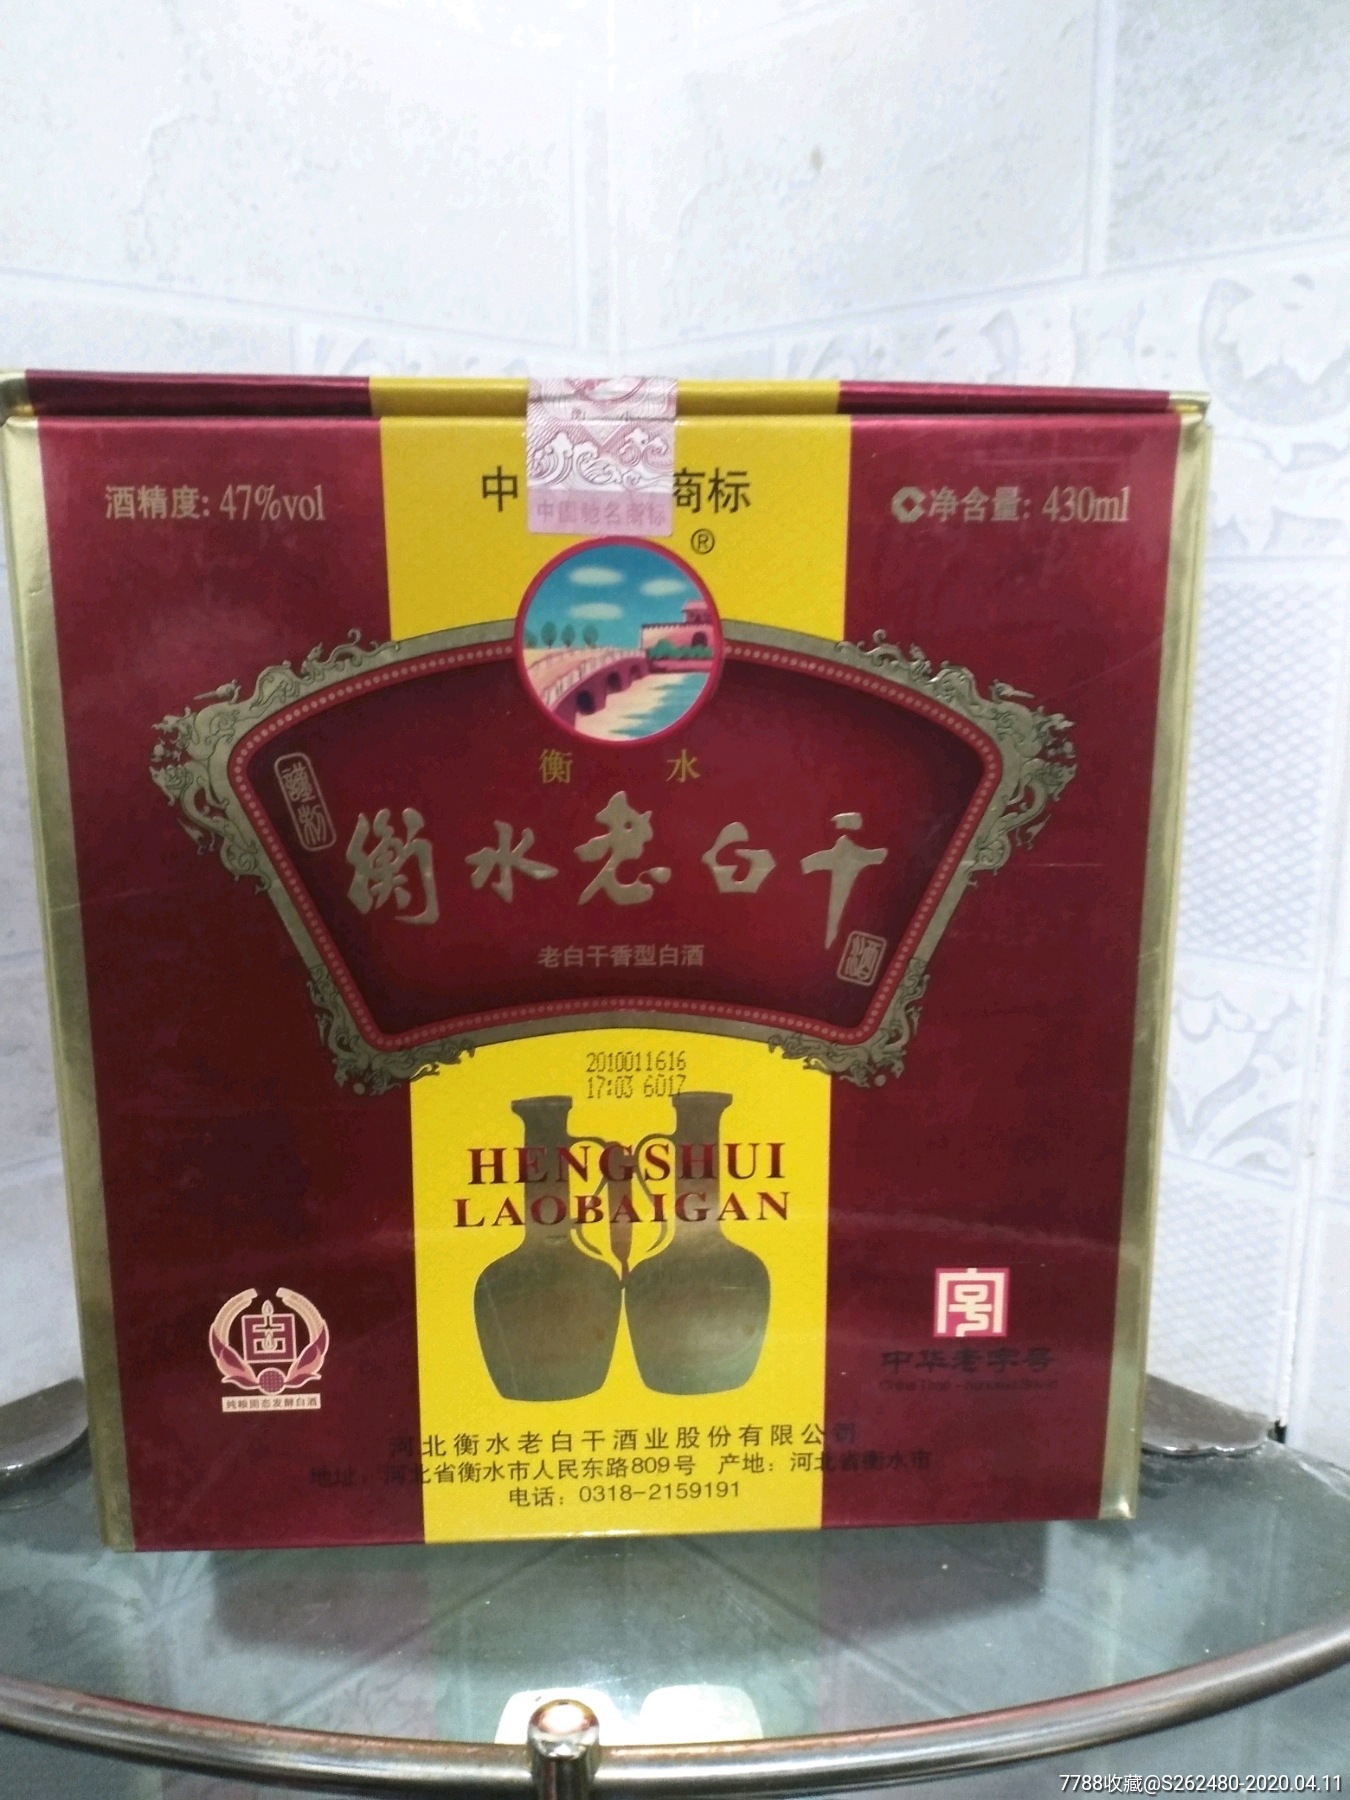 酒精度: 47%vol
中 商标
净含量: 430ml
中国驰名商标
®
衡 水
衡水老白干
酒
老白干香型白酒
2010011616
17:03 6017
HENGSHUI
LAOBAIGAN
纯粮固态发酵白酒
中华老字号
河北衡水老白干酒业股份有限公司
地址: 河北省衡水市人民东路809号 产地: 河北省衡水市
电话: 0318-2159191
7788收藏@S262480-2020.04.11